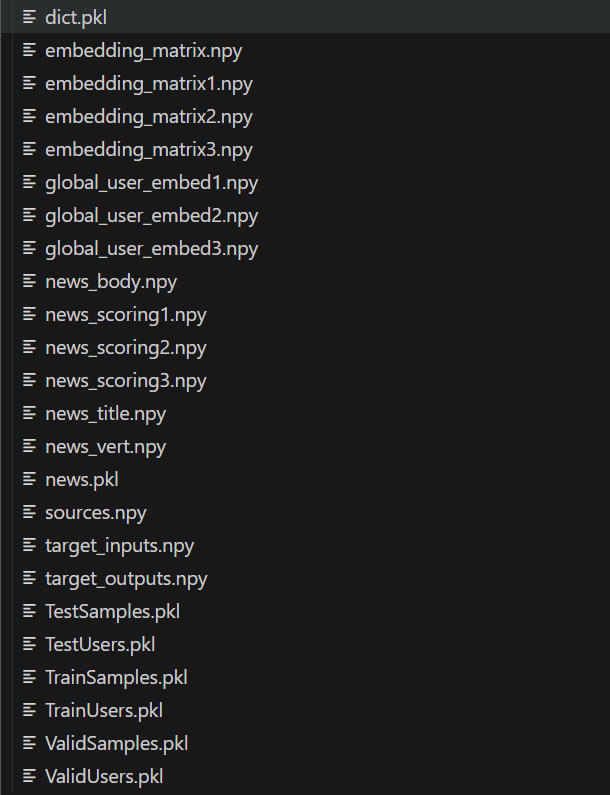 dict.pkl
embedding_matrix.npy
embedding_matrix1.npy
embedding_matrix2.npy
embedding_matrix3.npy
global_user_embed1.npy
global_user_embed2.npy
global_user_embed3.npy
news_body.npy
news_scoring1.npy
news_scoring2.npy
news_scoring3.npy
news_title.npy
news_vert.npy
news.pkl
sources.npy
target_inputs.npy
target_outputs.npy
TestSamples.pkl
TestUsers.pkl
TrainSamples.pkl
TrainUsers.pkl
ValidSamples.pkl
ValidUsers.pkl